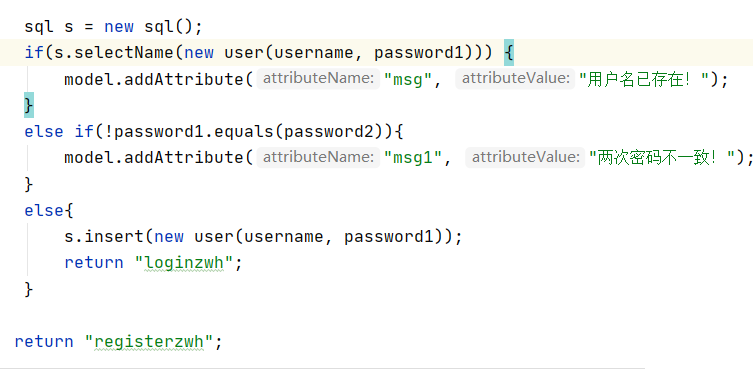 sql s = new sql();
if(s.selectName(new user(username, password1))) {
model.addAttribute( attributeName: "msg", attributeValue: "用户名已存在! ");
}
else if(!password1.equals(password2)){
model.addAttribute( attributeName: "msg1", attributeValue: "两次密码不一致! ");
}
else{
s.insert(new user(username, password1));
return "loginzwh";
}
return "registerzwh";